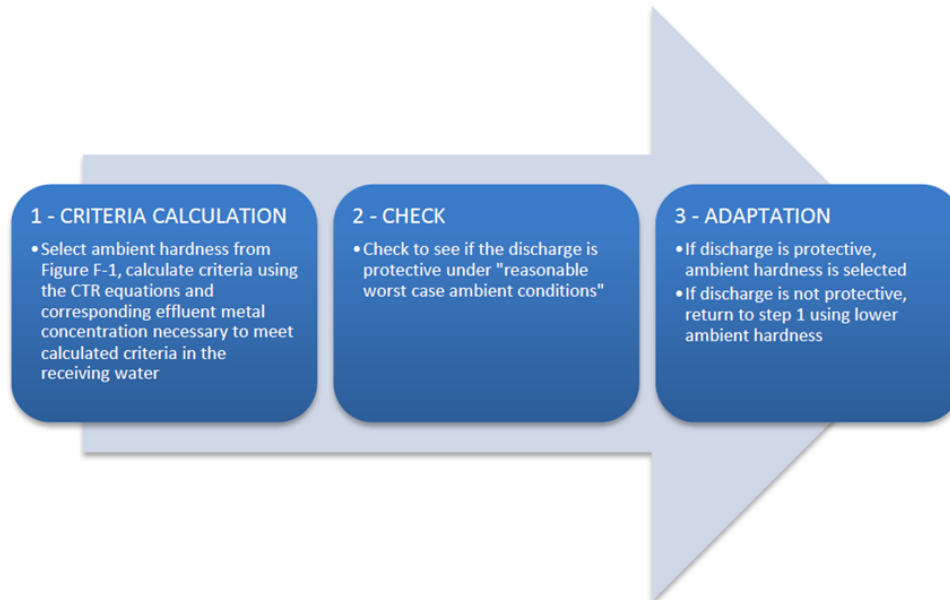 1 - CRITERIA CALCULATION
•Select ambient hardness from
Figure F-1, calculate criteria using
the CTR equations and
corresponding effluent metal
concentration necessary to meet
calculated criteria in the
receiving water
2 - CHECK
•Check to see if the discharge is
protective under "reasonable
worst case ambient conditions"
3 - ADAPTATION
•If discharge is protective,
ambient hardness is selected
•If discharge is not protective,
return to step 1 using lower
ambient hardness